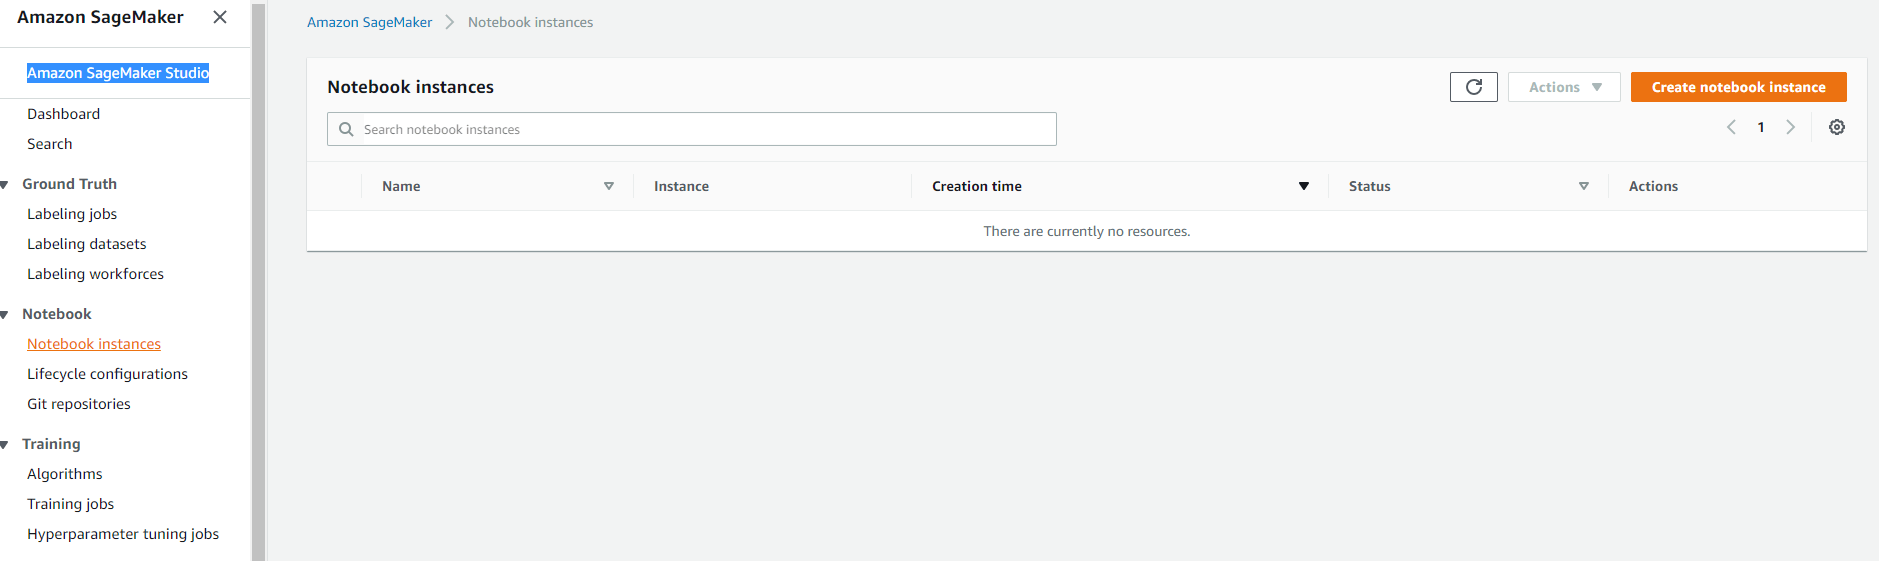 Amazon SageMaker
Amazon SageMaker Studio
Dashboard
Search
Ground Truth
Labeling jobs
Labeling datasets
Labeling workforces
Notebook
Notebook instances
Lifecycle configurations
Git repositories
Training
Algorithms
Training jobs
Hyperparameter tuning jobs
Amazon SageMaker Notebook instances
Notebook instances
Actions
Create notebook instance
Search notebook instances
1
Name Instance Creation time Status Actions
There are currently no resources.